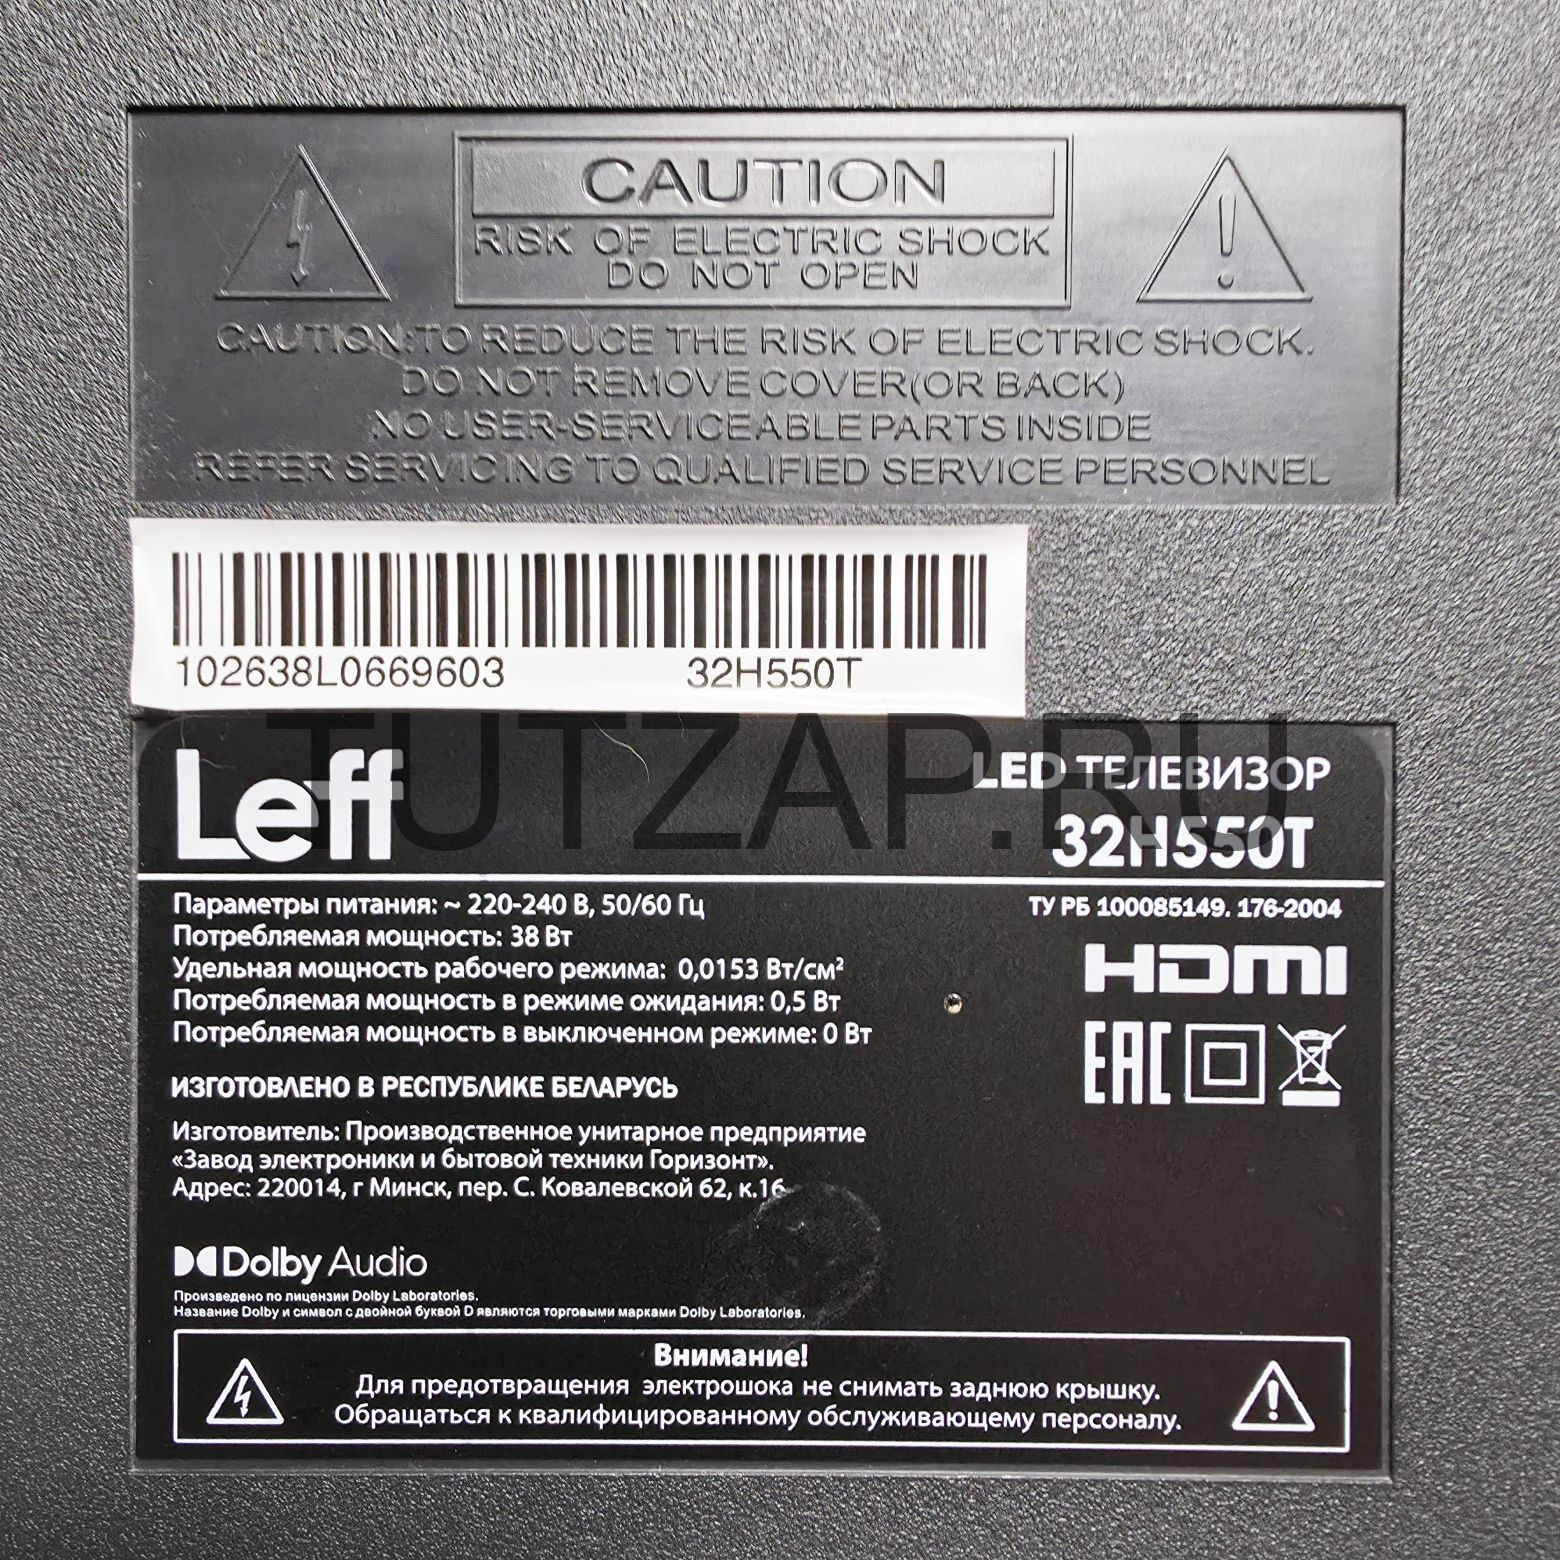 CAUTION
RISK OF ELECTRIC SHOCK
DO NOT OPEN
CAUTION:TO REDUCE THE RISK OF ELECTRIC SHOCK.
DO NOT REMOVE COVER(OR BACK)
NO USER-SERVICEABLE PARTS INSIDE
REFER SERVICING TO QUALIFIED SERVICE PERSONNEL
102638L0669603 32H550T
TUTZAP.RU
Leff
LED ТЕЛЕВИЗОР
32H550T
Параметры питания: ~ 220-240 В, 50/60 Гц
ТУ РБ 100085149. 176-2004
Потребляемая мощность: 38 Вт
Удельная мощность рабочего режима: 0,0153 Вт/см²
Потребляемая мощность в режиме ожидания: 0,5 Вт
Потребляемая мощность в выключенном режиме: 0 Вт
HDMI
EAC
ИЗГОТОВЛЕНО В РЕСПУБЛИКЕ БЕЛАРУСЬ
Изготовитель: Производственное унитарное предприятие
«Завод электроники и бытовой техники Горизонт».
Адрес: 220014, г Минск, пер. С. Ковалевской 62, к.16
Dolby Audio
Произведено по лицензии Dolby Laboratories.
Название Dolby и символ с двойной буквой D являются торговыми марками Dolby Laboratories.
Внимание!
Для предотвращения электрошока не снимать заднюю крышку.
Обращаться к квалифицированному обслуживающему персоналу.